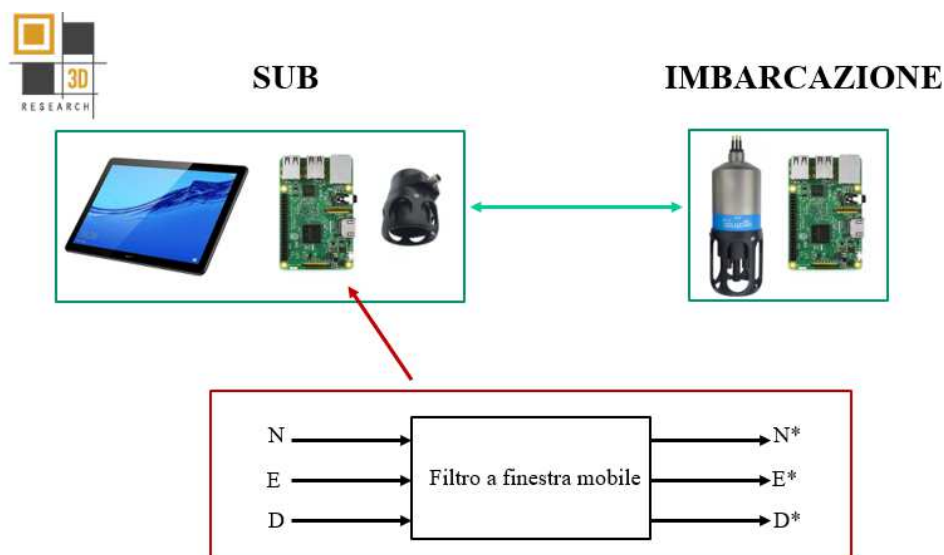 3D
RESEARCH
SUB
IMBARCAZIONE
N
E
D
Filtro a finestra mobile
N*
E*
D*